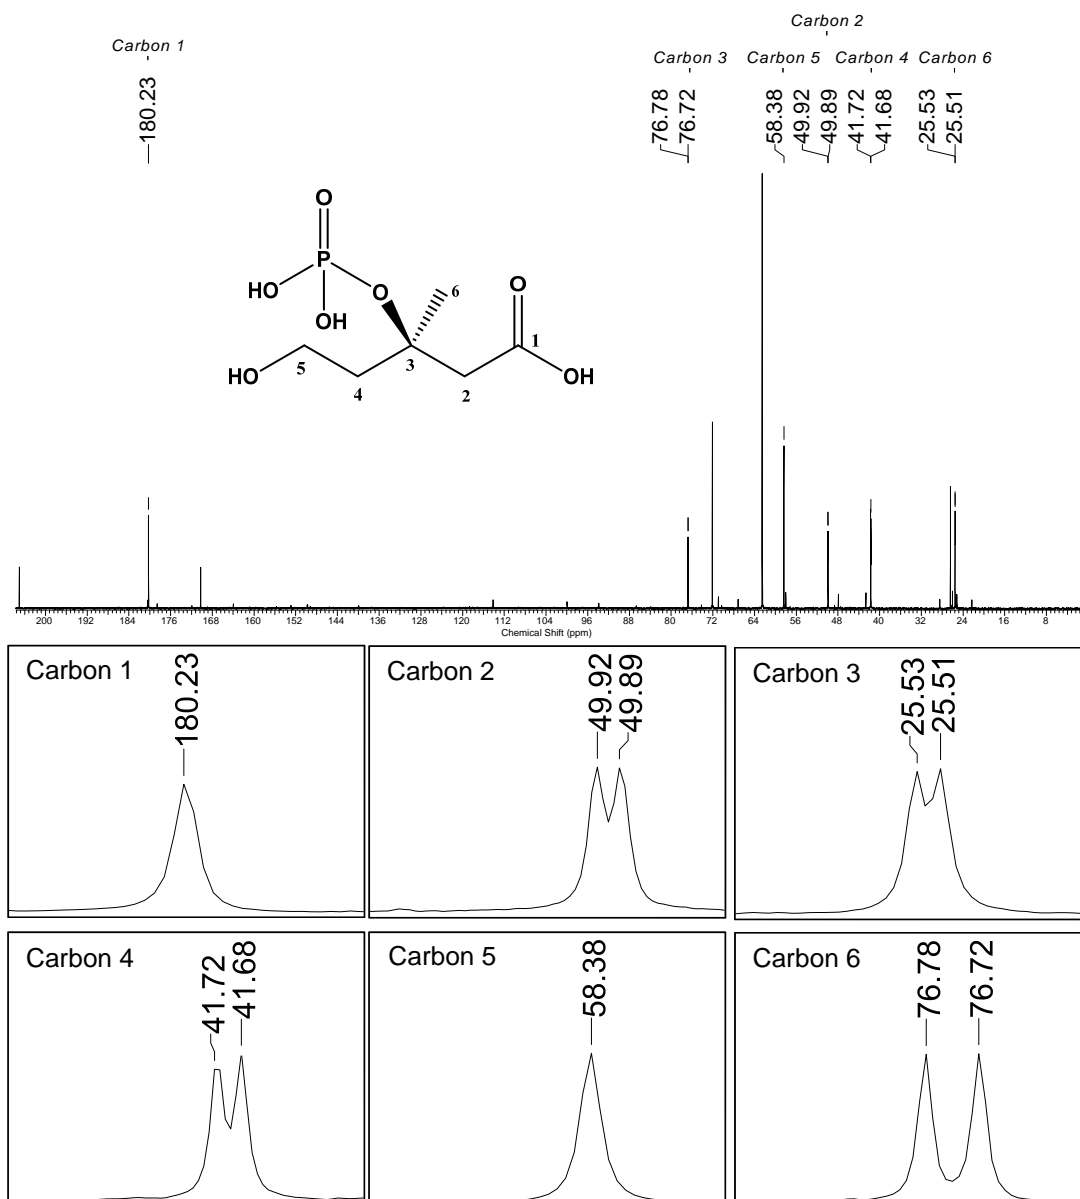 Carbon 2
Carbon 1
Carbon 3 Carbon 5 Carbon 4 Carbon 6
180.23
76.78
76.72
58.38
49.92
49.89
41.72
41.68
25.53
25.51
O
P
HO
OH
O
6
O
1
OH
HO
5
4
3
2
200 192 184 176 168 160 152 144 136 128 120 112 104 96 88 80 72 64 56 48 40 32 24 16 8
Chemical Shift (ppm)
Carbon 1
180.23
Carbon 2
49.92
49.89
Carbon 3
25.53
25.51
Carbon 4
41.72
41.68
Carbon 5
58.38
Carbon 6
76.78
76.72